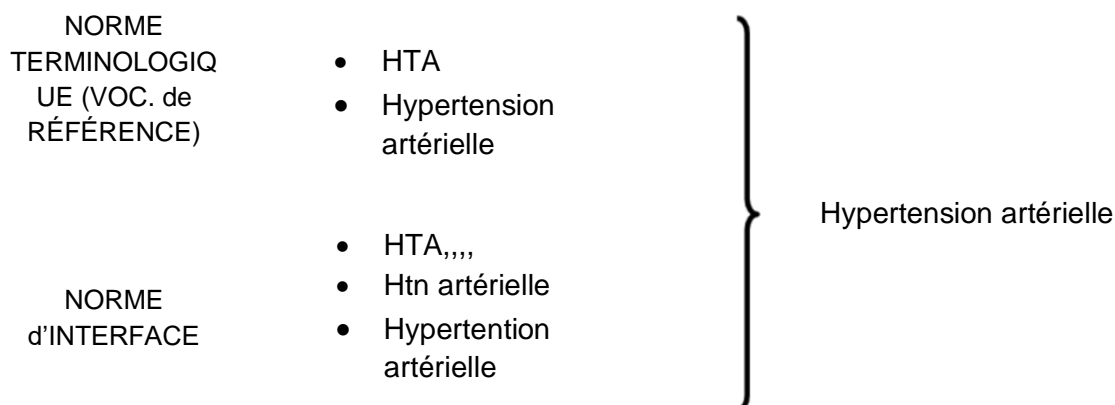 NORME
TERMINOLOGIQ
UE (VOC. de
RÉFÉRENCE)
• HTA
• Hypertension
artérielle
NORME
d'INTERFACE
• HTA,,,,
• Htn artérielle
• Hypertention
artérielle
Hypertension artérielle